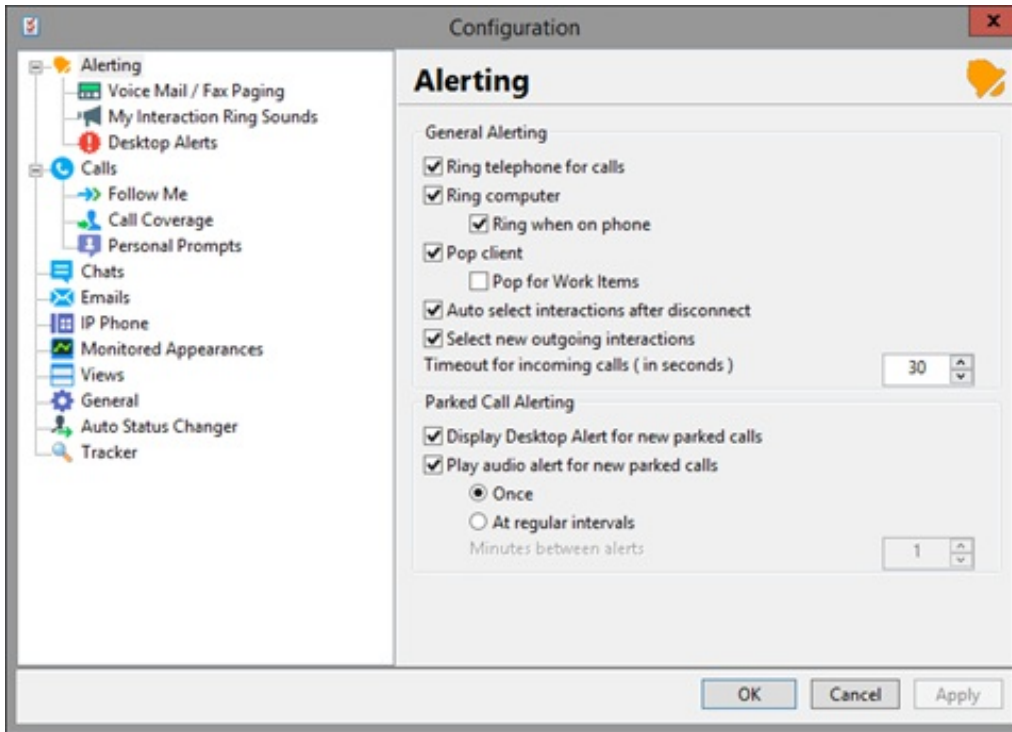 Configuration
x
Alerting
Voice Mail / Fax Paging
My Interaction Ring Sounds
Desktop Alerts
Calls
Follow Me
Call Coverage
Personal Prompts
Chats
Emails
IP Phone
Monitored Appearances
Views
General
Auto Status Changer
Tracker
Alerting
General Alerting
Ring telephone for calls
Ring computer
Ring when on phone
Pop client
Pop for Work Items
Auto select interactions after disconnect
Select new outgoing interactions
Timeout for incoming calls ( in seconds ) 30
Parked Call Alerting
Display Desktop Alert for new parked calls
Play audio alert for new parked calls
Once
At regular intervals
Minutes between alerts 1
OK Cancel Apply